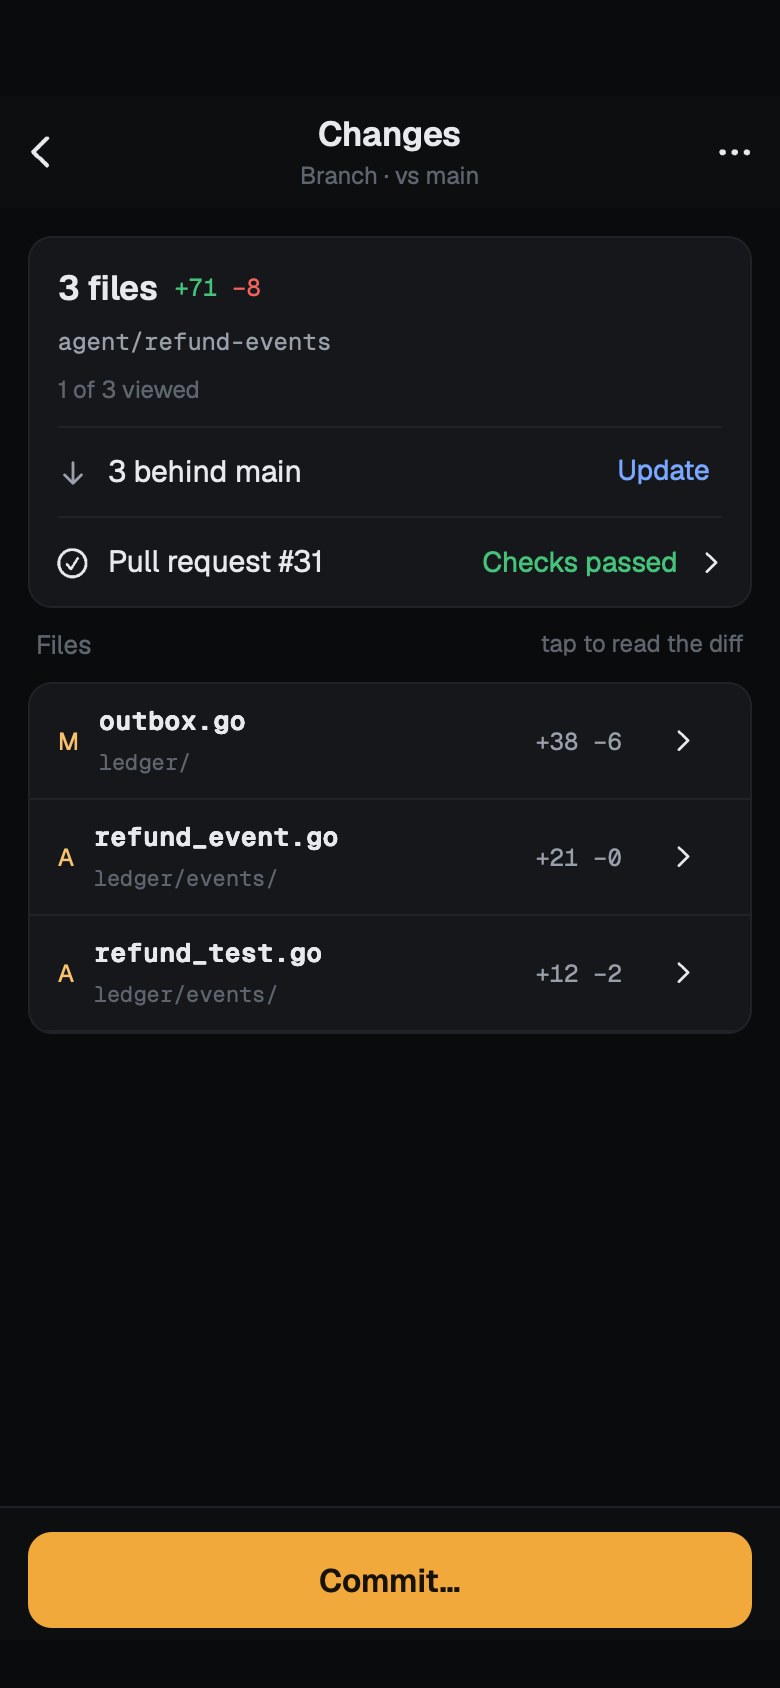 Changes
Branch · vs main
3 files +71 −8
agent/refund-events
1 of 3 viewed
3 behind main Update
Pull request #31 Checks passed
Files tap to read the diff
M outbox.go +38 −6
ledger/
A refund_event.go +21 −0
ledger/events/
A refund_test.go +12 −2
ledger/events/
Commit...